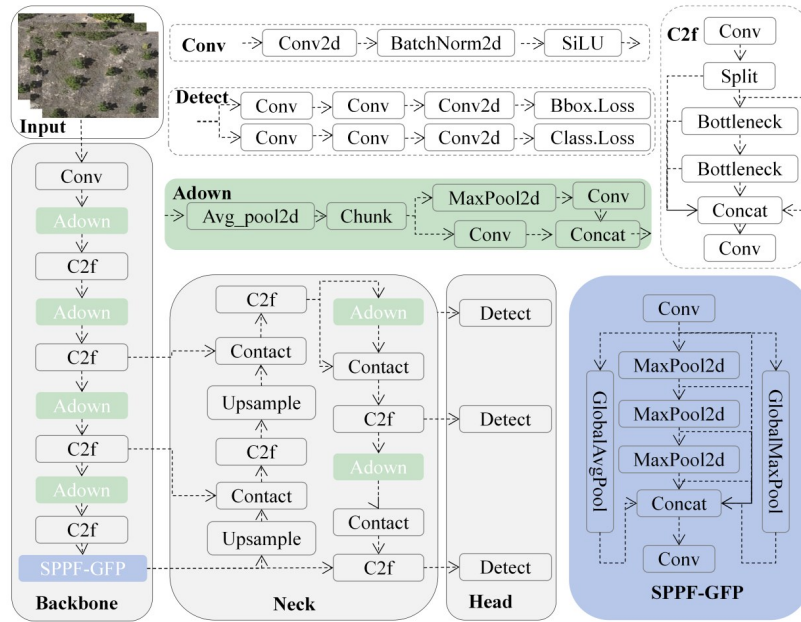 Input
Conv
Conv2d
BatchNorm2d
SiLU
Detect
Conv
Conv
Conv2d
Bbox.Loss
Conv
Conv
Conv2d
Class.Loss
C2f
Conv
Split
Bottleneck
Bottleneck
Concat
Conv
Adown
Avg_pool2d
Chunk
MaxPool2d
Conv
Conv
Concat
Conv
Adown
C2f
Adown
C2f
Adown
C2f
Adown
C2f
SPPF-GFP
Backbone
C2f
Contact
Upsample
C2f
Contact
Upsample
Adown
Contact
C2f
Adown
Contact
C2f
Neck
Detect
Detect
Detect
Head
Conv
MaxPool2d
MaxPool2d
MaxPool2d
GlobalAvgPool
GlobalMaxPool
Concat
Conv
SPPF-GFP